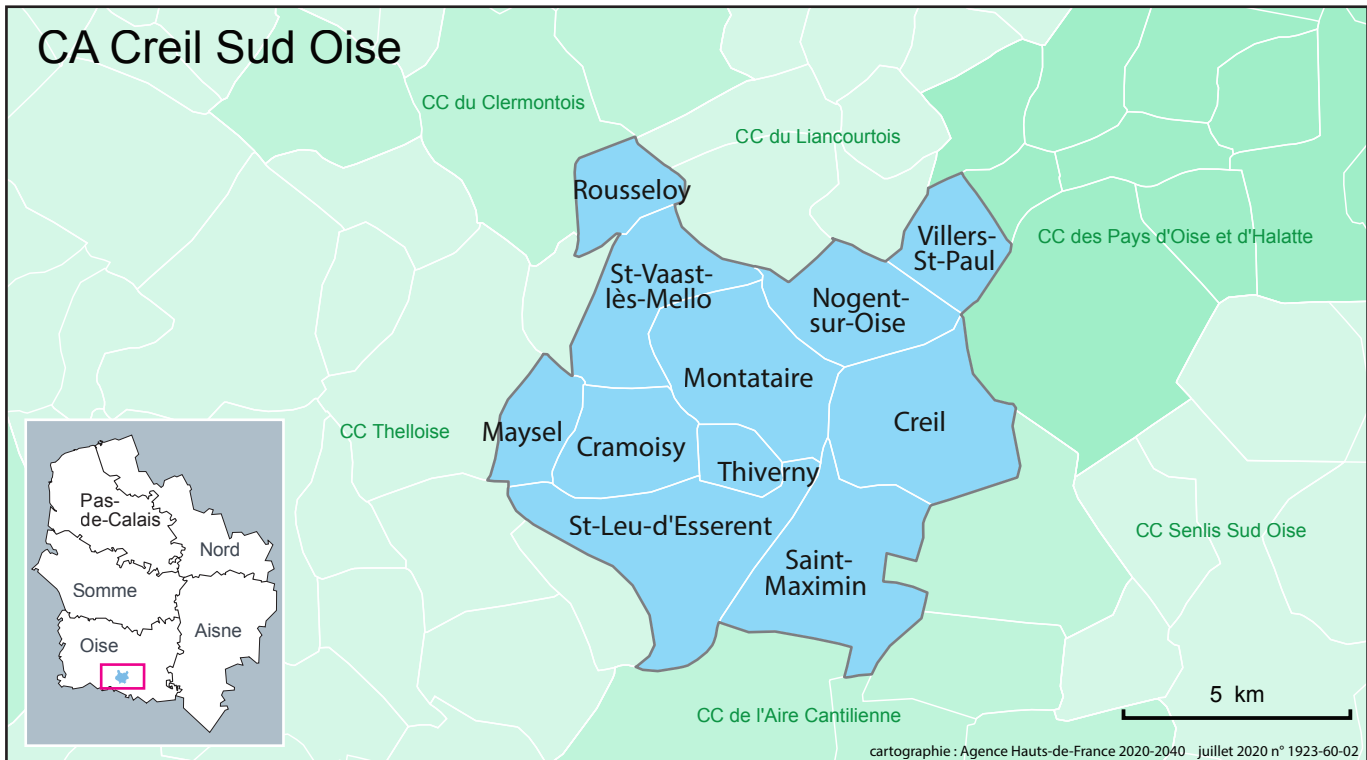 CA Creil Sud Oise
CC du Clermontois
CC du Liancourtois
Rousseloy
Villers-
St-Paul
CC des Pays d'Oise et d'Halatte
St-Vaast-
lès-Mello
Nogent-
sur-Oise
Montataire
CC Thelloise
Maysel
Cramoisy
Creil
Thiverny
St-Leu-d'Esserent
CC Senlis Sud Oise
Saint-
Maximin
Pas-
de-Calais
Nord
Somme
Aisne
Oise
CC de l'Aire Cantilienne
5 km
cartographie : Agence Hauts-de-France 2020-2040 juillet 2020 n° 1923-60-02